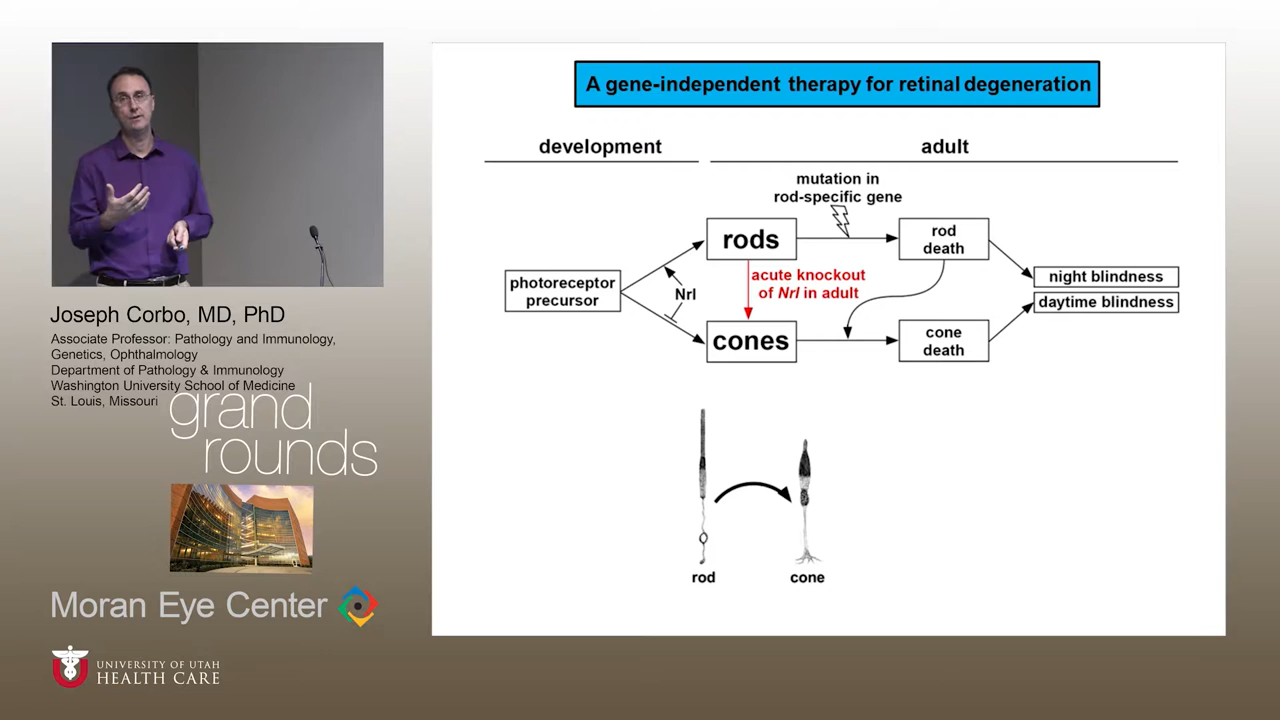 Joseph Corbo, MD, PhD
Associate Professor: Pathology and Immunology,
Genetics, Ophthalmology
Department of Pathology & Immunology
Washington University School of Medicine
St. Louis, Missouri
grand
rounds
Moran Eye Center
UNIVERSITY OF UTAH
HEALTH CARE
A gene-independent therapy for retinal degeneration
development
adult
mutation in
rod-specific gene
rods
rod
death
photoreceptor
precursor
Nrl
acute knockout
of Nrl in adult
night blindness
daytime blindness
cones
cone
death
rod
cone